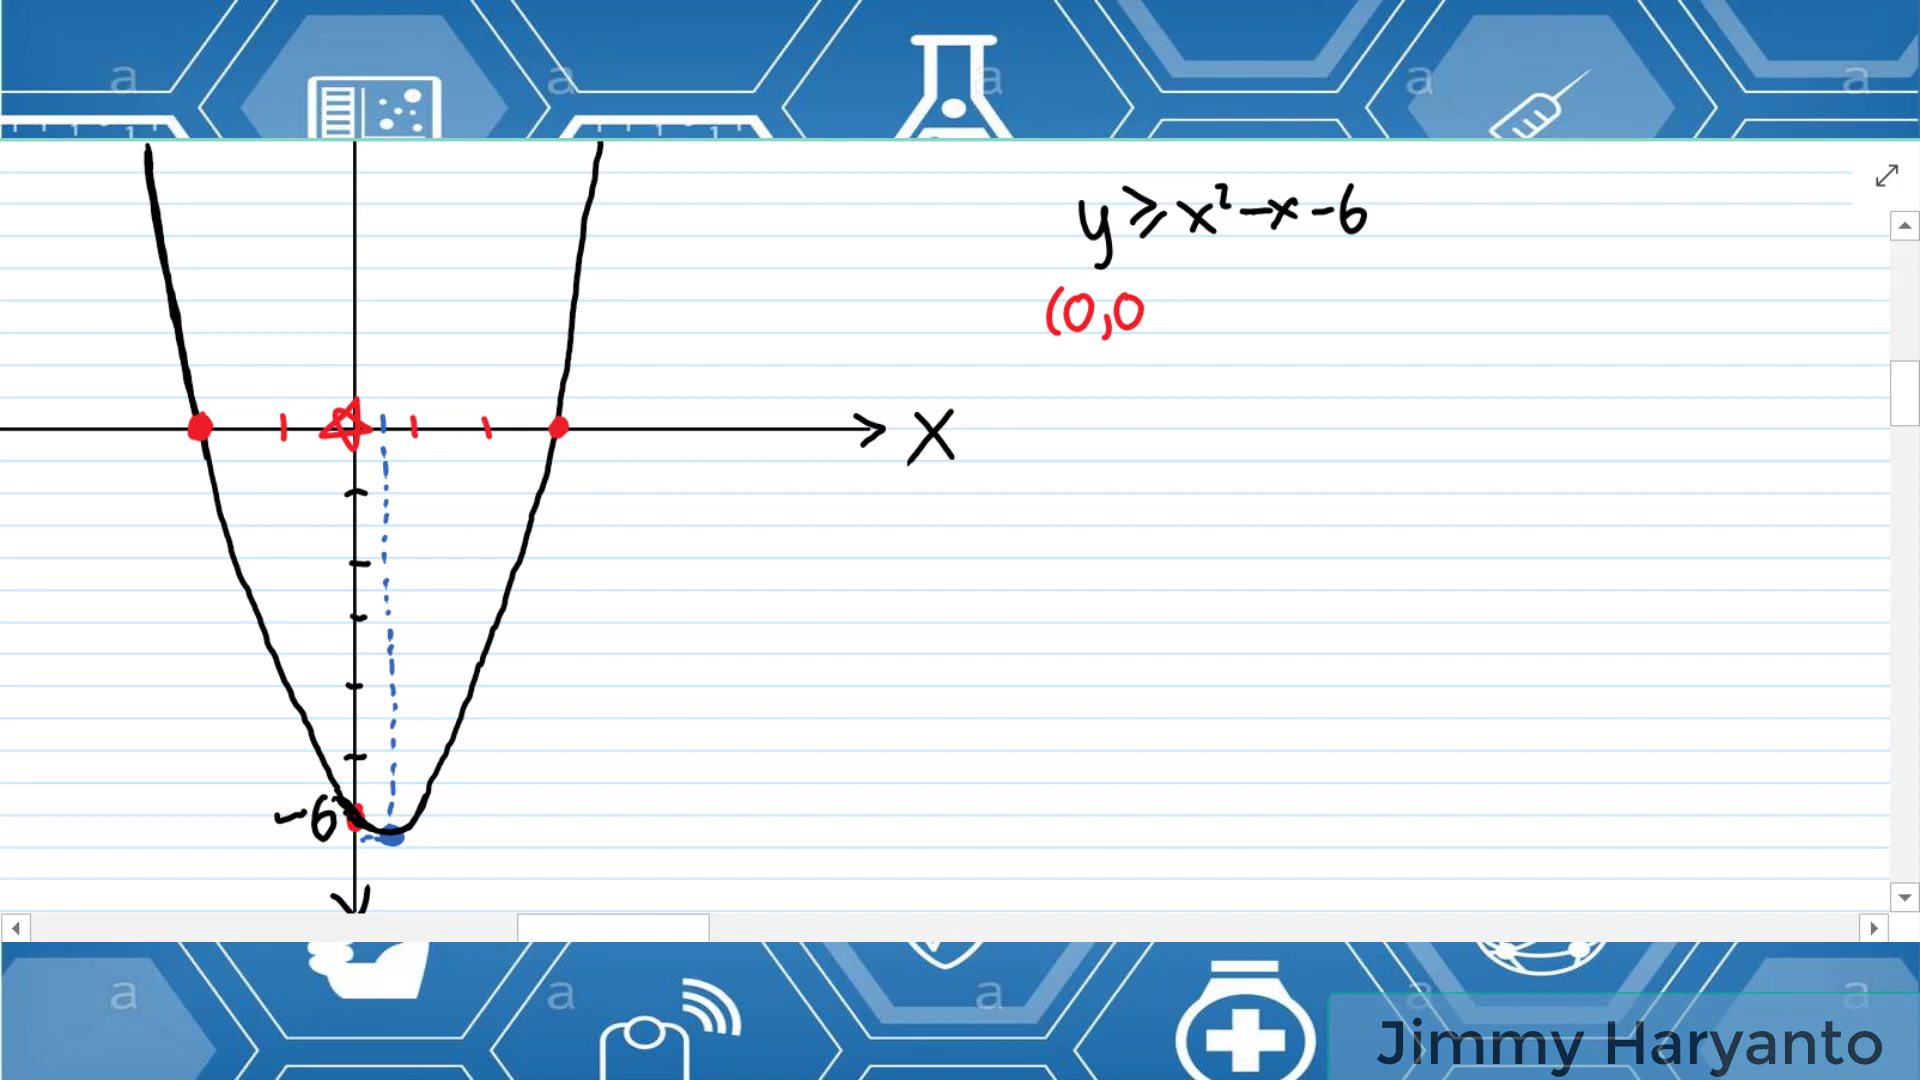 a a a a a
y ⩾ x² - x - 6
(0,0
X
-6
a a a a a
Jimmy Haryanto